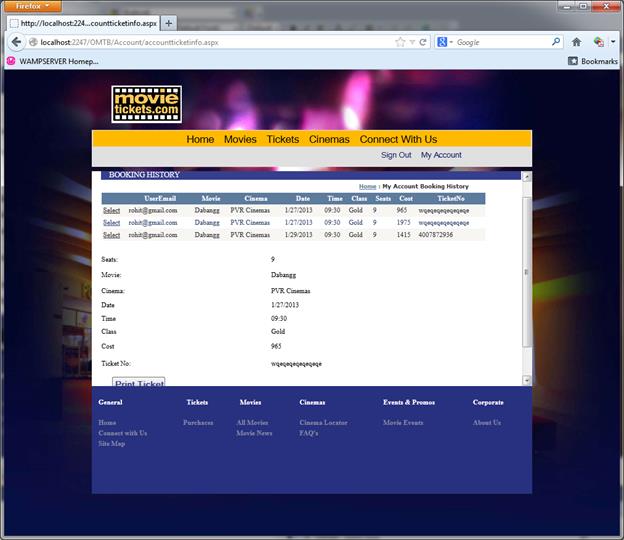 Firefox
http://localhost:224...countticketinfo.aspx
localhost:2247/OMTB/Account/accountticketinfo.aspx
Google
WAMPSERVER Homep...
Bookmarks
movie
tickets.com
Home Movies Tickets Cinemas Connect With Us
Sign Out My Account
BOOKING HISTORY
Home : My Account Booking History
UserEmail Movie Cinema Date Time Class Seats Cost TicketNo
Select rohit@gmail.com Dabangg PVR Cinemas 1/27/2013 09:30 Gold 9 965 wqeqeqeqeqeqeqe
Select rohit@gmail.com Dabangg PVR Cinemas 1/27/2013 09:30 Gold 9 1975 wqeqeqeqeqeqeqe
Select rohit@gmail.com Dabangg PVR Cinemas 1/29/2013 09:30 Gold 9 1415 4007872936
Seats: 9
Movie: Dabangg
Cinema: PVR Cinemas
Date 1/27/2013
Time 09:30
Class Gold
Cost 965
Ticket No: wqeqeqeqeqeqeqe
Print Ticket
General Tickets Movies Cinemas Events & Promos Corporate
Home Purchaces All Movies Cinema Locator Movie Events About Us
Connect with Us Movie News FAQ's
Site Map